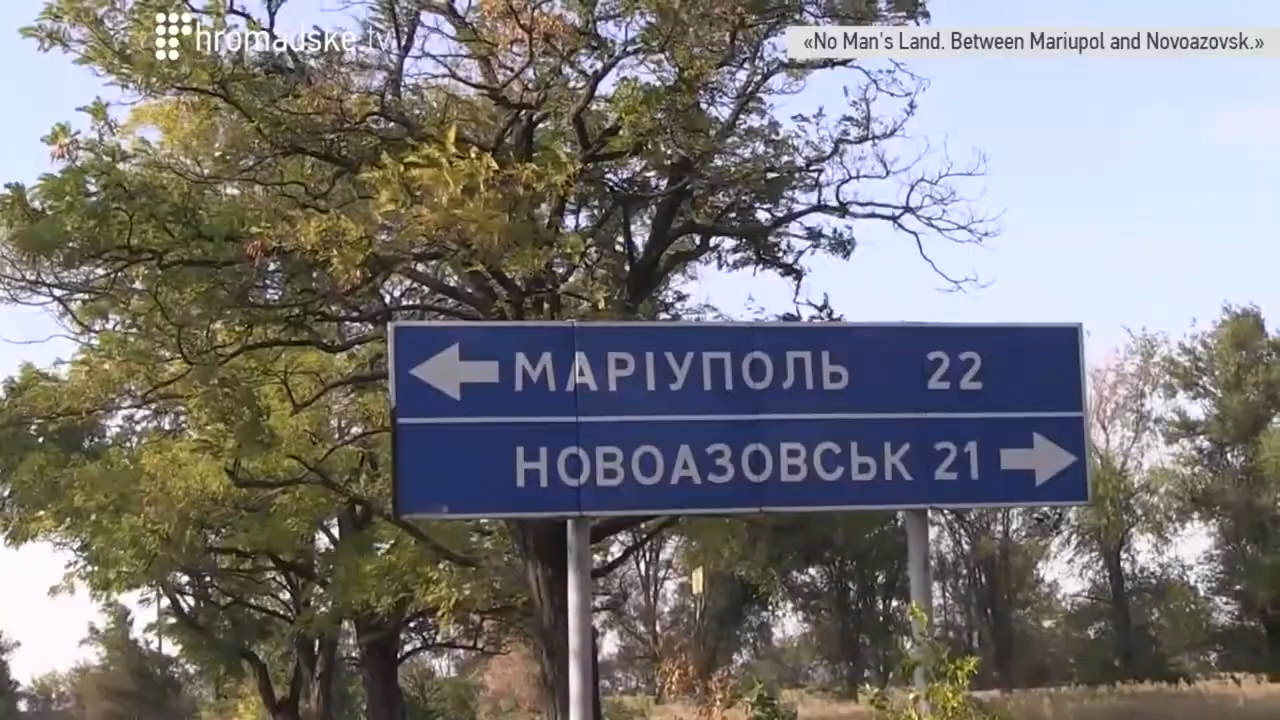 hromadske.tv
«No Man's Land. Between Mariupol and Novoazovsk.»
МАРІУПОЛЬ 22
НОВОАЗОВСЬК 21